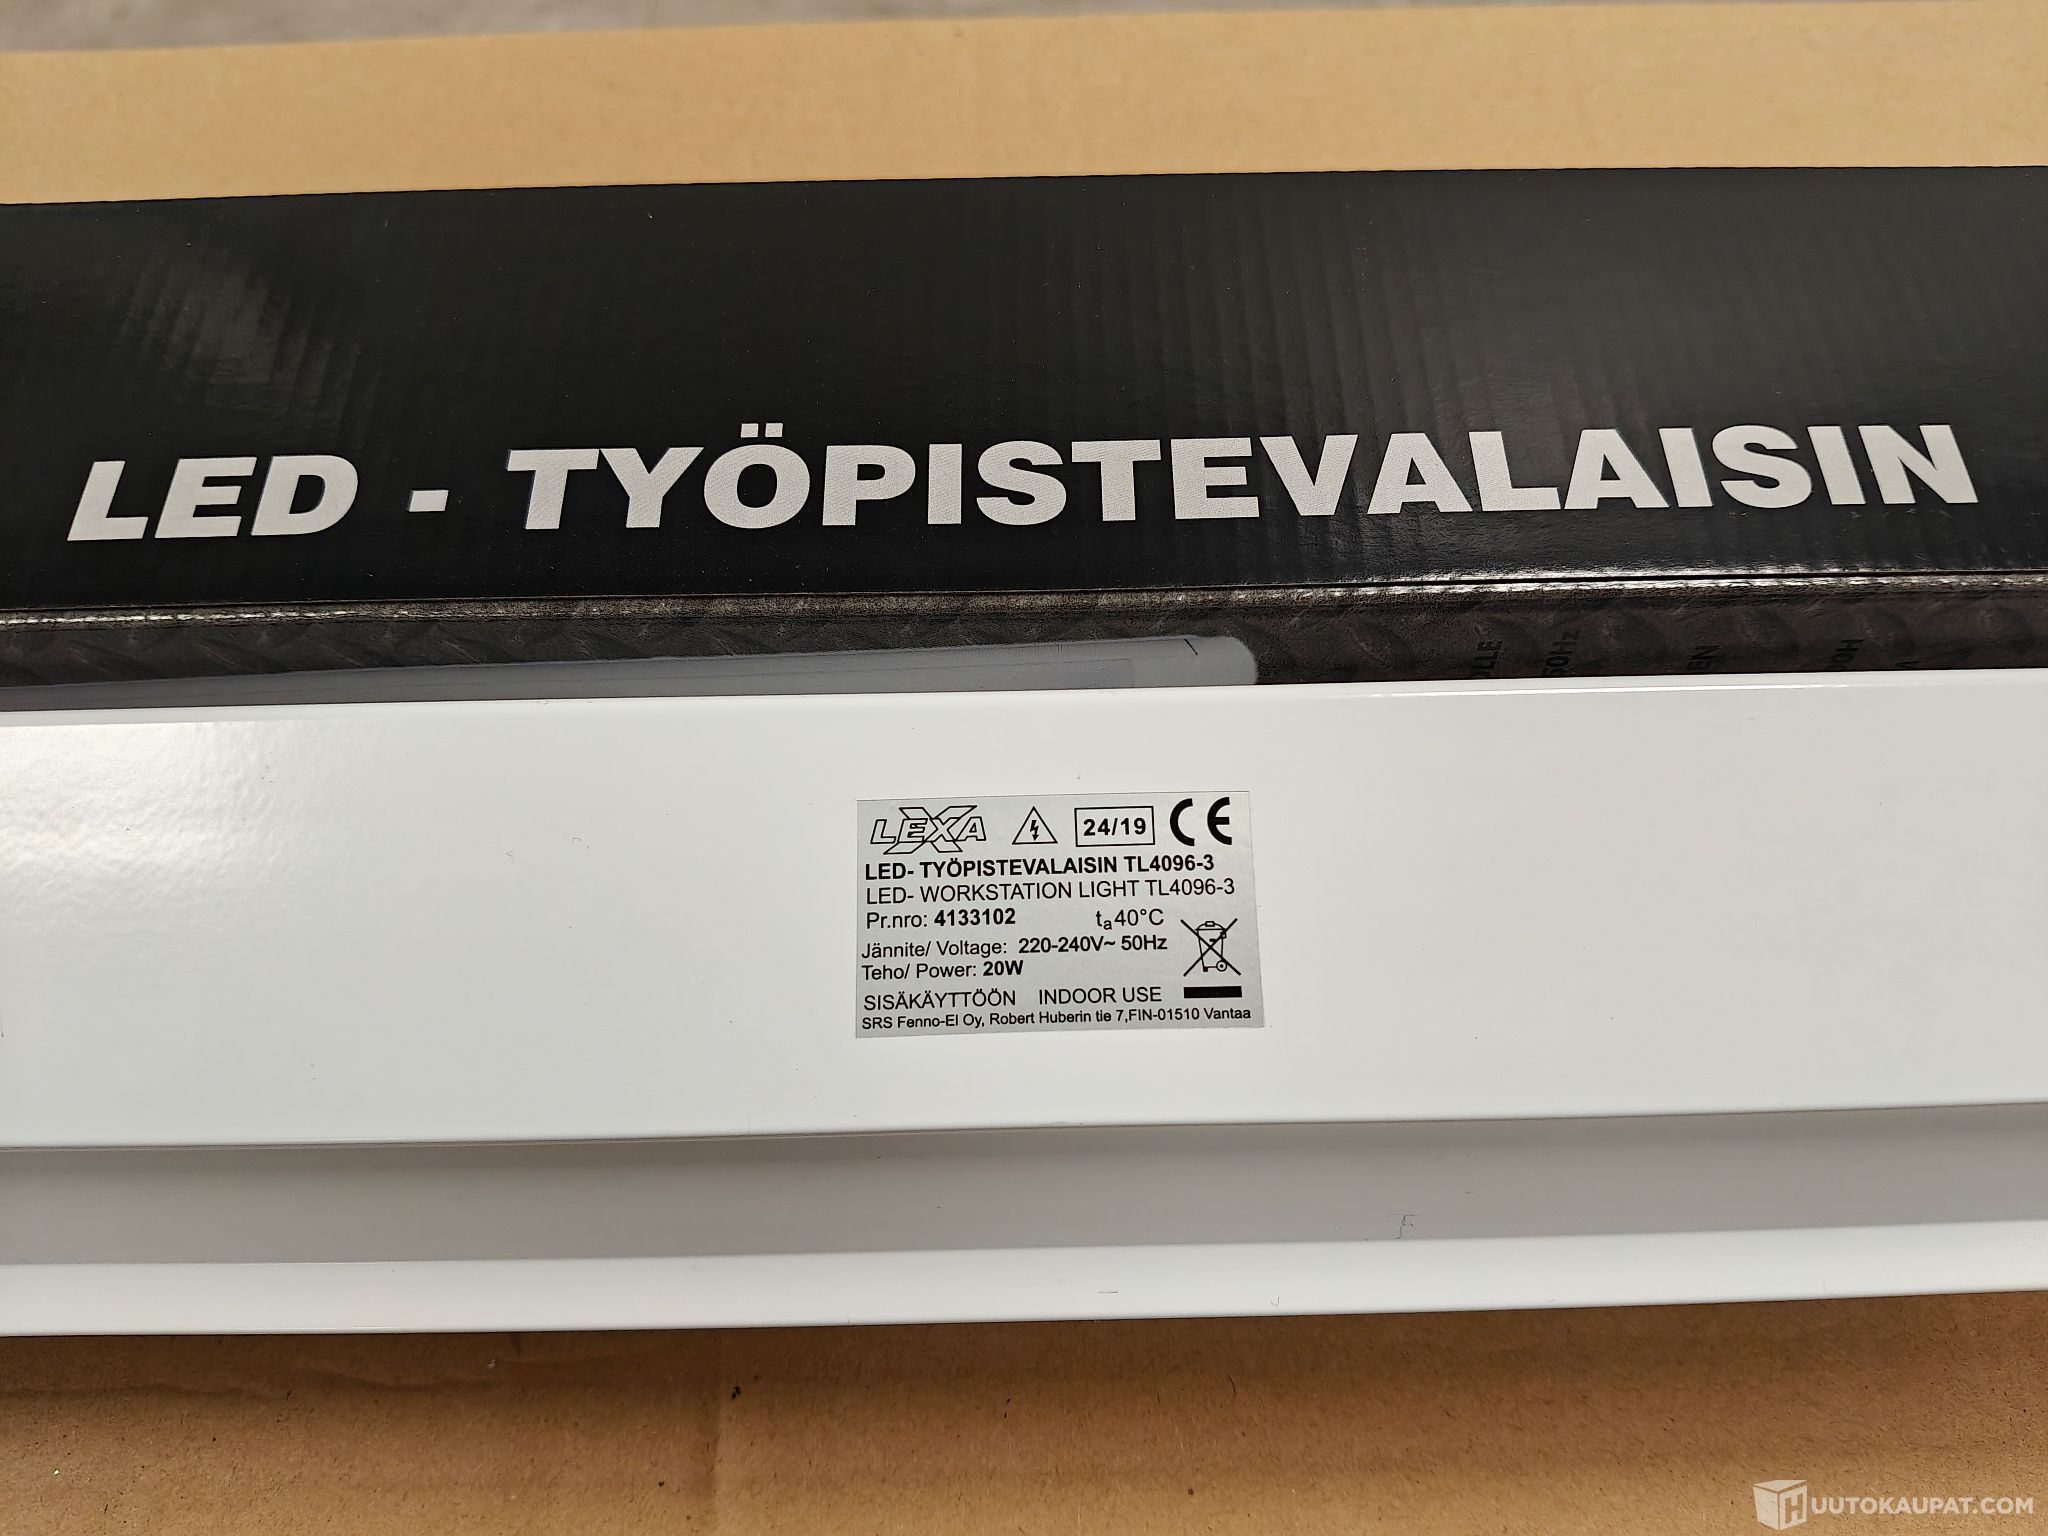 LED - TYÖPISTEVALAISIN
50Hz
LEXA 24/19 CE
LED- TYÖPISTEVALAISIN TL4096-3
LED- WORKSTATION LIGHT TL4096-3
Pr.nro: 4133102 ta40°C
Jännite/ Voltage: 220-240V~ 50Hz
Teho/ Power: 20W
SISÄKÄYTTÖÖN INDOOR USE
SRS Fenno-El Oy, Robert Huberin tie 7,FIN-01510 Vantaa
HUUTOKAUPAT.COM